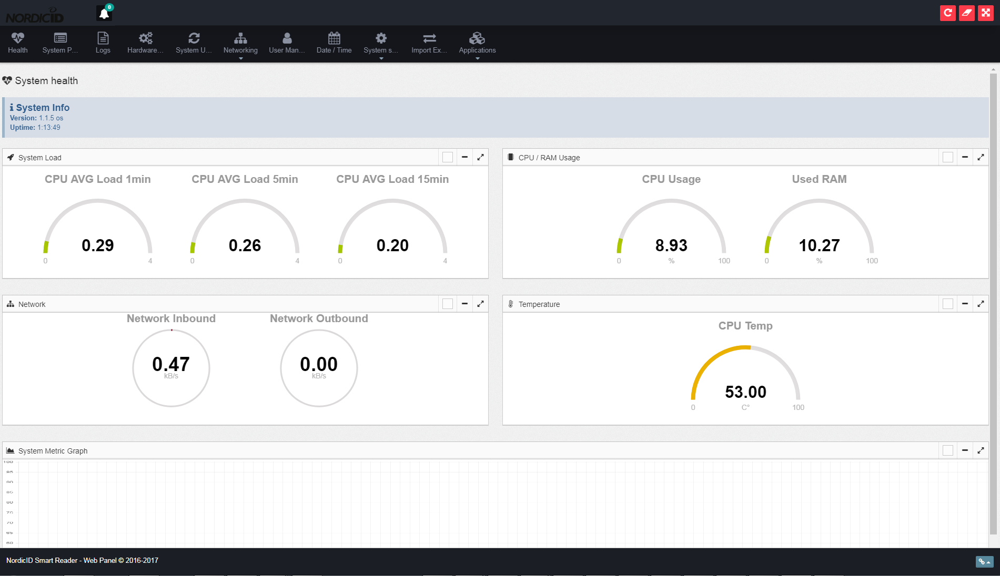 NORDICID
0
Health
System P...
Logs
Hardware...
System U...
Networking
User Man...
Date / Time
System s...
Import Ex...
Applications
System health
System Info
Version: 1.1.5 os
Uptime: 1:13:49
System Load
CPU AVG Load 1min
CPU AVG Load 5min
CPU AVG Load 15min
0.29
0.26
0.20
0 4
0 4
0 4
CPU / RAM Usage
CPU Usage
Used RAM
8.93
10.27
0 % 100
0 % 100
Network
Network Inbound
Network Outbound
0.47
kB/s
0.00
kB/s
Temperature
CPU Temp
53.00
0 C° 100
System Metric Graph
100
95
90
85
80
75
70
65
60
NordicID Smart Reader - Web Panel © 2016-2017